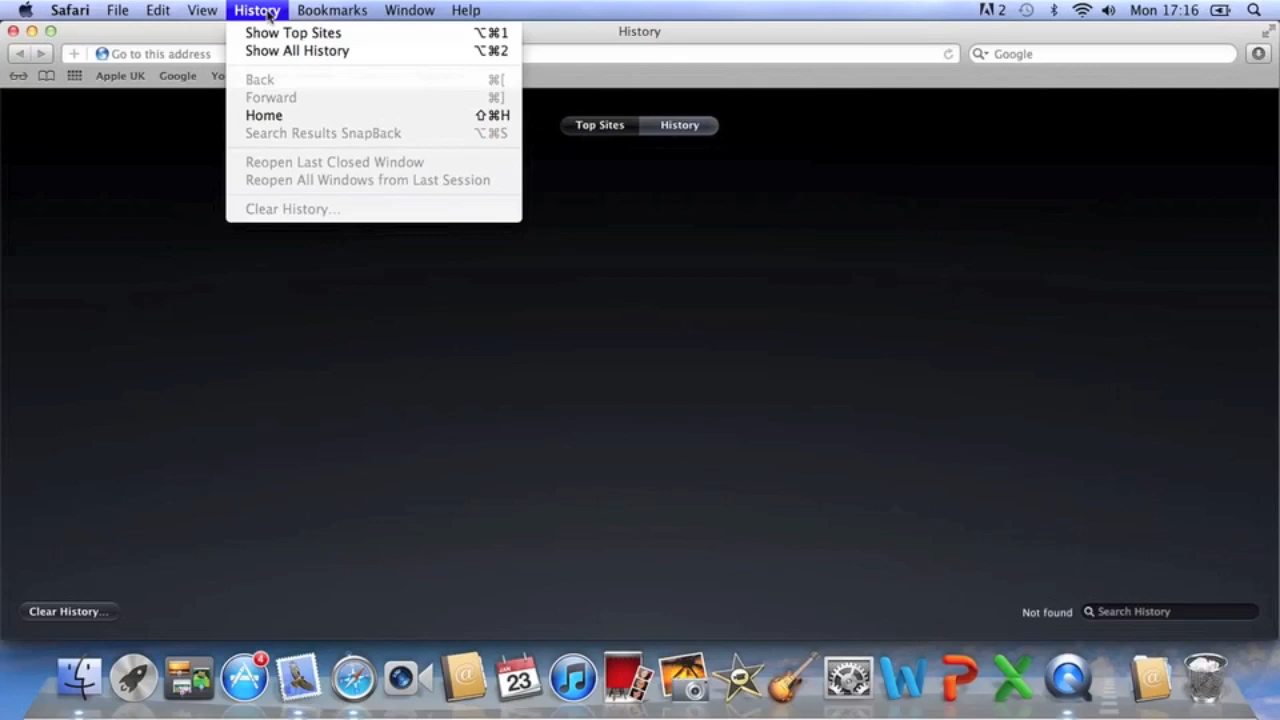 Safari File Edit View History Bookmarks Window Help 2 Mon 17:16
History
Go to this address Google
Apple UK Google Yo
Show Top Sites ⌥⌘1
Show All History ⌥⌘2
Back ⌘[
Forward ⌘]
Home ⇧⌘H
Search Results SnapBack ⌥⌘S
Reopen Last Closed Window
Reopen All Windows from Last Session
Clear History...
Top Sites History
Clear History... Not found Search History
4
JAN
23
W P X